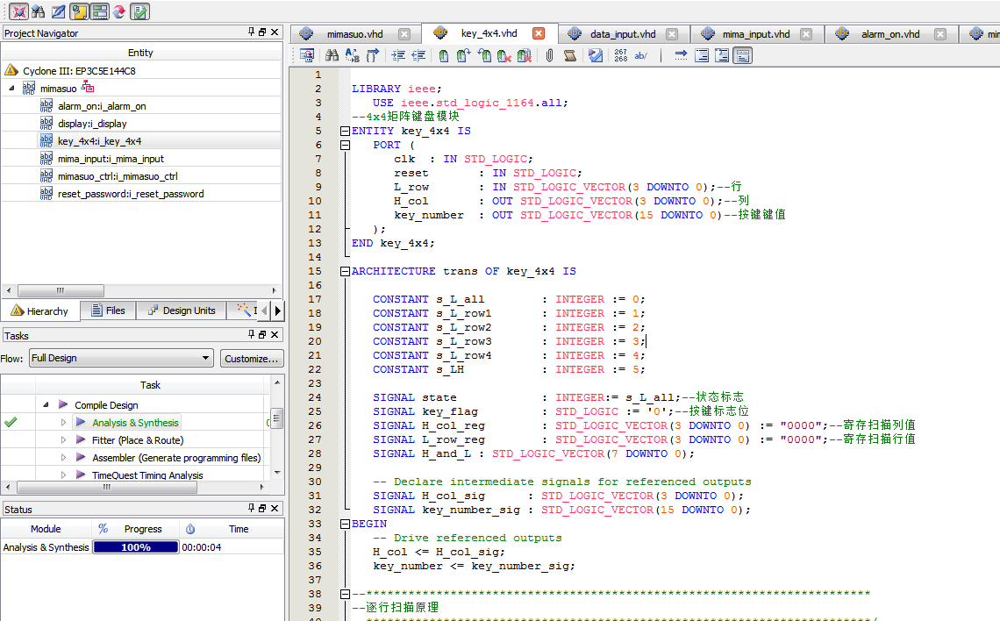 Project Navigator
Entity
Cyclone III: EP3C5E144C8
mimasuo
alarm_on:i_alarm_on
display:i_display
key_4x4:i_key_4x4
mima_input:i_mima_input
mimasuo_ctrl:i_mimasuo_ctrl
reset_password:i_reset_password
Hierarchy Files Design Units
Tasks
Flow: Full Design Customize...
Task
Compile Design
Analysis & Synthesis
Fitter (Place & Route)
Assembler (Generate programming files)
TimeQuest Timing Analysis
Status
Module % Progress Time
Analysis & Synthesis 100% 00:00:04
mimasuo.vhd key_4x4.vhd data_input.vhd mima_input.vhd alarm_on.vhd
267
268 ab/
1
2 LIBRARY ieee;
3 USE ieee.std_logic_1164.all;
4 --4x4矩阵键盘模块
5 ENTITY key_4x4 IS
6 PORT (
7 clk : IN STD_LOGIC;
8 reset : IN STD_LOGIC;
9 L_row : IN STD_LOGIC_VECTOR(3 DOWNTO 0);--行
10 H_col : OUT STD_LOGIC_VECTOR(3 DOWNTO 0);--列
11 key_number : OUT STD_LOGIC_VECTOR(15 DOWNTO 0)--按键键值
12 );
13 END key_4x4;
14
15 ARCHITECTURE trans OF key_4x4 IS
16
17 CONSTANT s_L_all : INTEGER := 0;
18 CONSTANT s_L_row1 : INTEGER := 1;
19 CONSTANT s_L_row2 : INTEGER := 2;
20 CONSTANT s_L_row3 : INTEGER := 3;
21 CONSTANT s_L_row4 : INTEGER := 4;
22 CONSTANT s_LH : INTEGER := 5;
23
24 SIGNAL state : INTEGER:= s_L_all;--状态标志
25 SIGNAL key_flag : STD_LOGIC := '0';--按键标志位
26 SIGNAL H_col_reg : STD_LOGIC_VECTOR(3 DOWNTO 0) := "0000";--寄存扫描列值
27 SIGNAL L_row_reg : STD_LOGIC_VECTOR(3 DOWNTO 0) := "0000";--寄存扫描行值
28 SIGNAL H_and_L : STD_LOGIC_VECTOR(7 DOWNTO 0);
29
30 -- Declare intermediate signals for referenced outputs
31 SIGNAL H_col_sig : STD_LOGIC_VECTOR(3 DOWNTO 0);
32 SIGNAL key_number_sig : STD_LOGIC_VECTOR(15 DOWNTO 0);
33 BEGIN
34 -- Drive referenced outputs
35 H_col <= H_col_sig;
36 key_number <= key_number_sig;
37
38 --************************************************************************
39 --逐行扫描原理